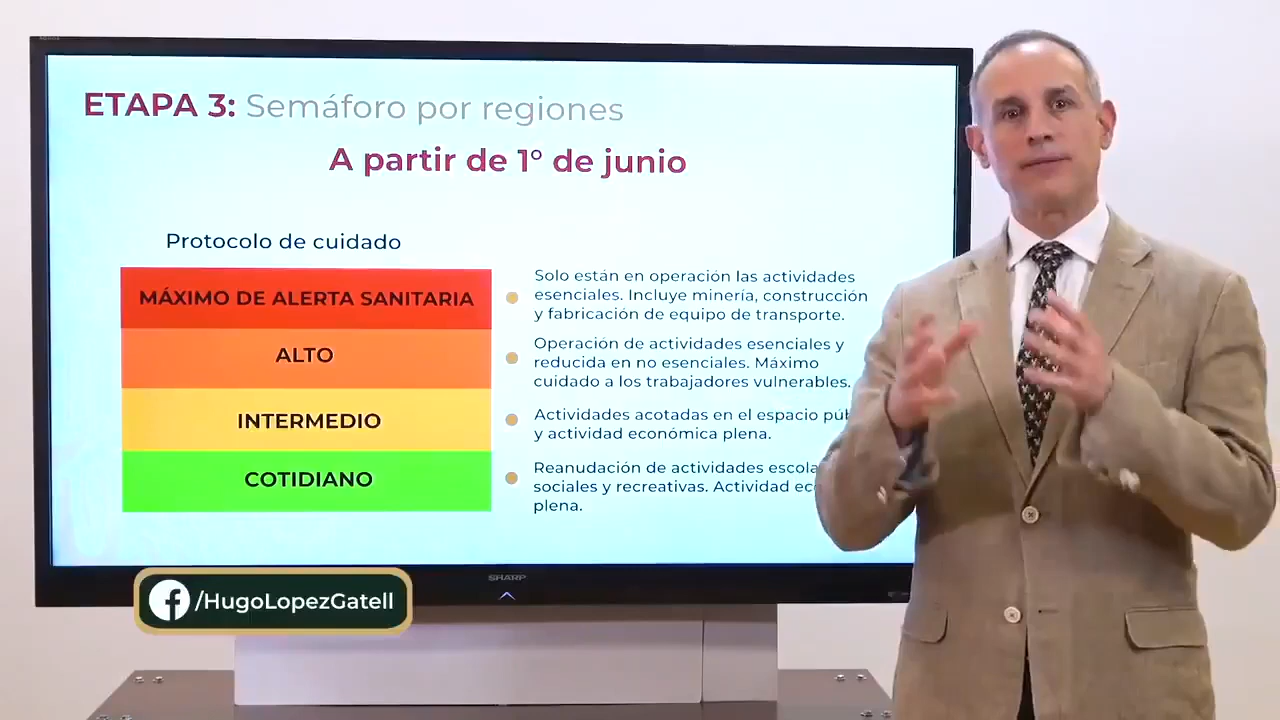 ETAPA 3: Semáforo por regiones
A partir de 1° de junio
Protocolo de cuidado
MÁXIMO DE ALERTA SANITARIA
Solo están en operación las actividades
esenciales. Incluye minería, construcción
y fabricación de equipo de transporte.
ALTO
Operación de actividades esenciales y
reducida en no esenciales. Máximo
cuidado a los trabajadores vulnerables.
INTERMEDIO
Actividades acotadas en el espacio
y actividad económica plena.
COTIDIANO
Reanudación de actividades
sociales y recreativas. Actividad
plena.
SHARP
/HugoLopezGatell